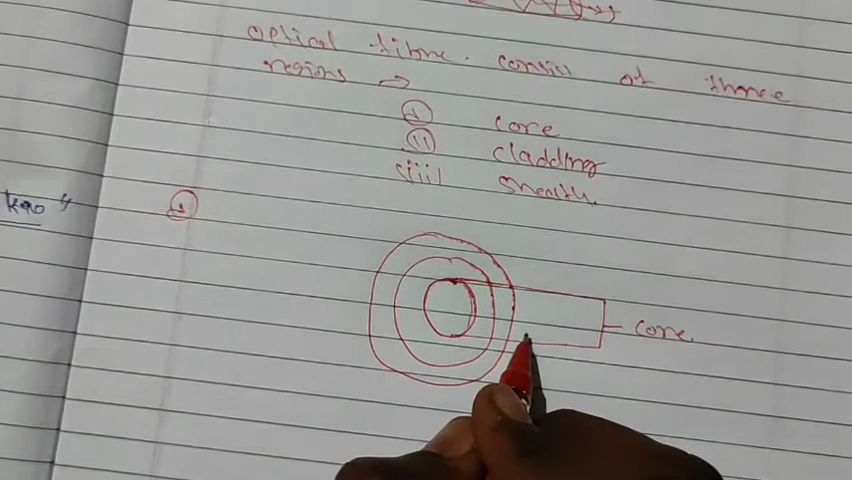 Optical fibre. consist of three
regions →
(i) core
(ii) cladding
(iii) sheath.
(i)
core.